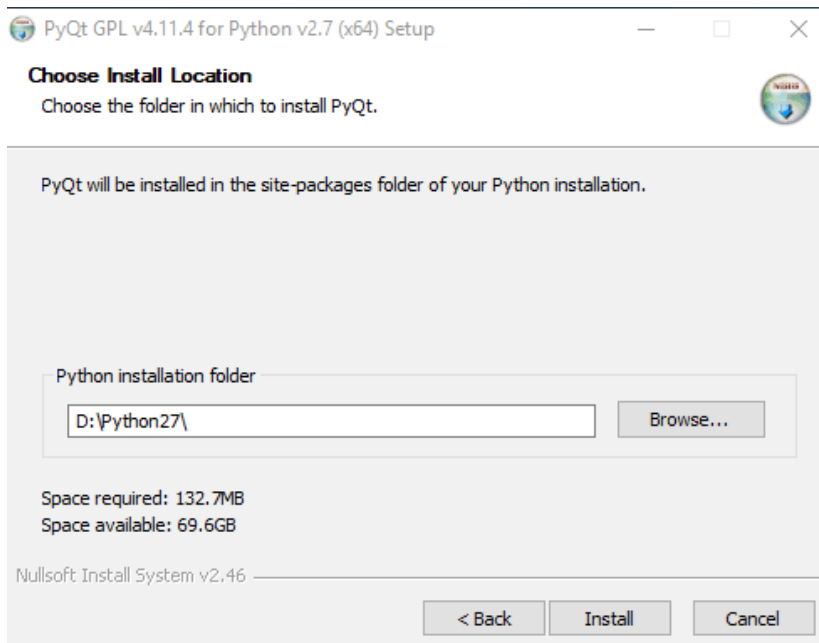 PyQt GPL v4.11.4 for Python v2.7 (x64) Setup
Choose Install Location
Choose the folder in which to install PyQt.
PyQt will be installed in the site-packages folder of your Python installation.
Python installation folder
D:\Python27\
Browse...
Space required: 132.7MB
Space available: 69.6GB
Nullsoft Install System v2.46
< Back
Install
Cancel